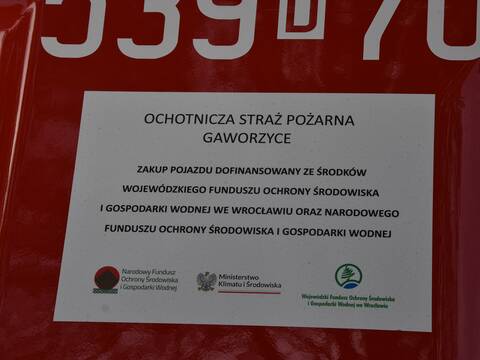 539 D 70
OCHOTNICZA STRAŻ POŻARNA
GAWORZYCE
ZAKUP POJAZDU DOFINANSOWANY ZE ŚRODKÓW
WOJEWÓDZKIEGO FUNDUSZU OCHRONY ŚRODOWISKA
I GOSPODARKI WODNEJ WE WROCŁAWIU ORAZ NARODOWEGO
FUNDUSZU OCHRONY ŚRODOWISKA I GOSPODARKI WODNEJ
Narodowy Fundusz
Ochrony Środowiska
i Gospodarki Wodnej
Ministerstwo
Klimatu i Środowiska
Wojewódzki Fundusz Ochrony Środowiska
i Gospodarki Wodnej we Wrocławiu